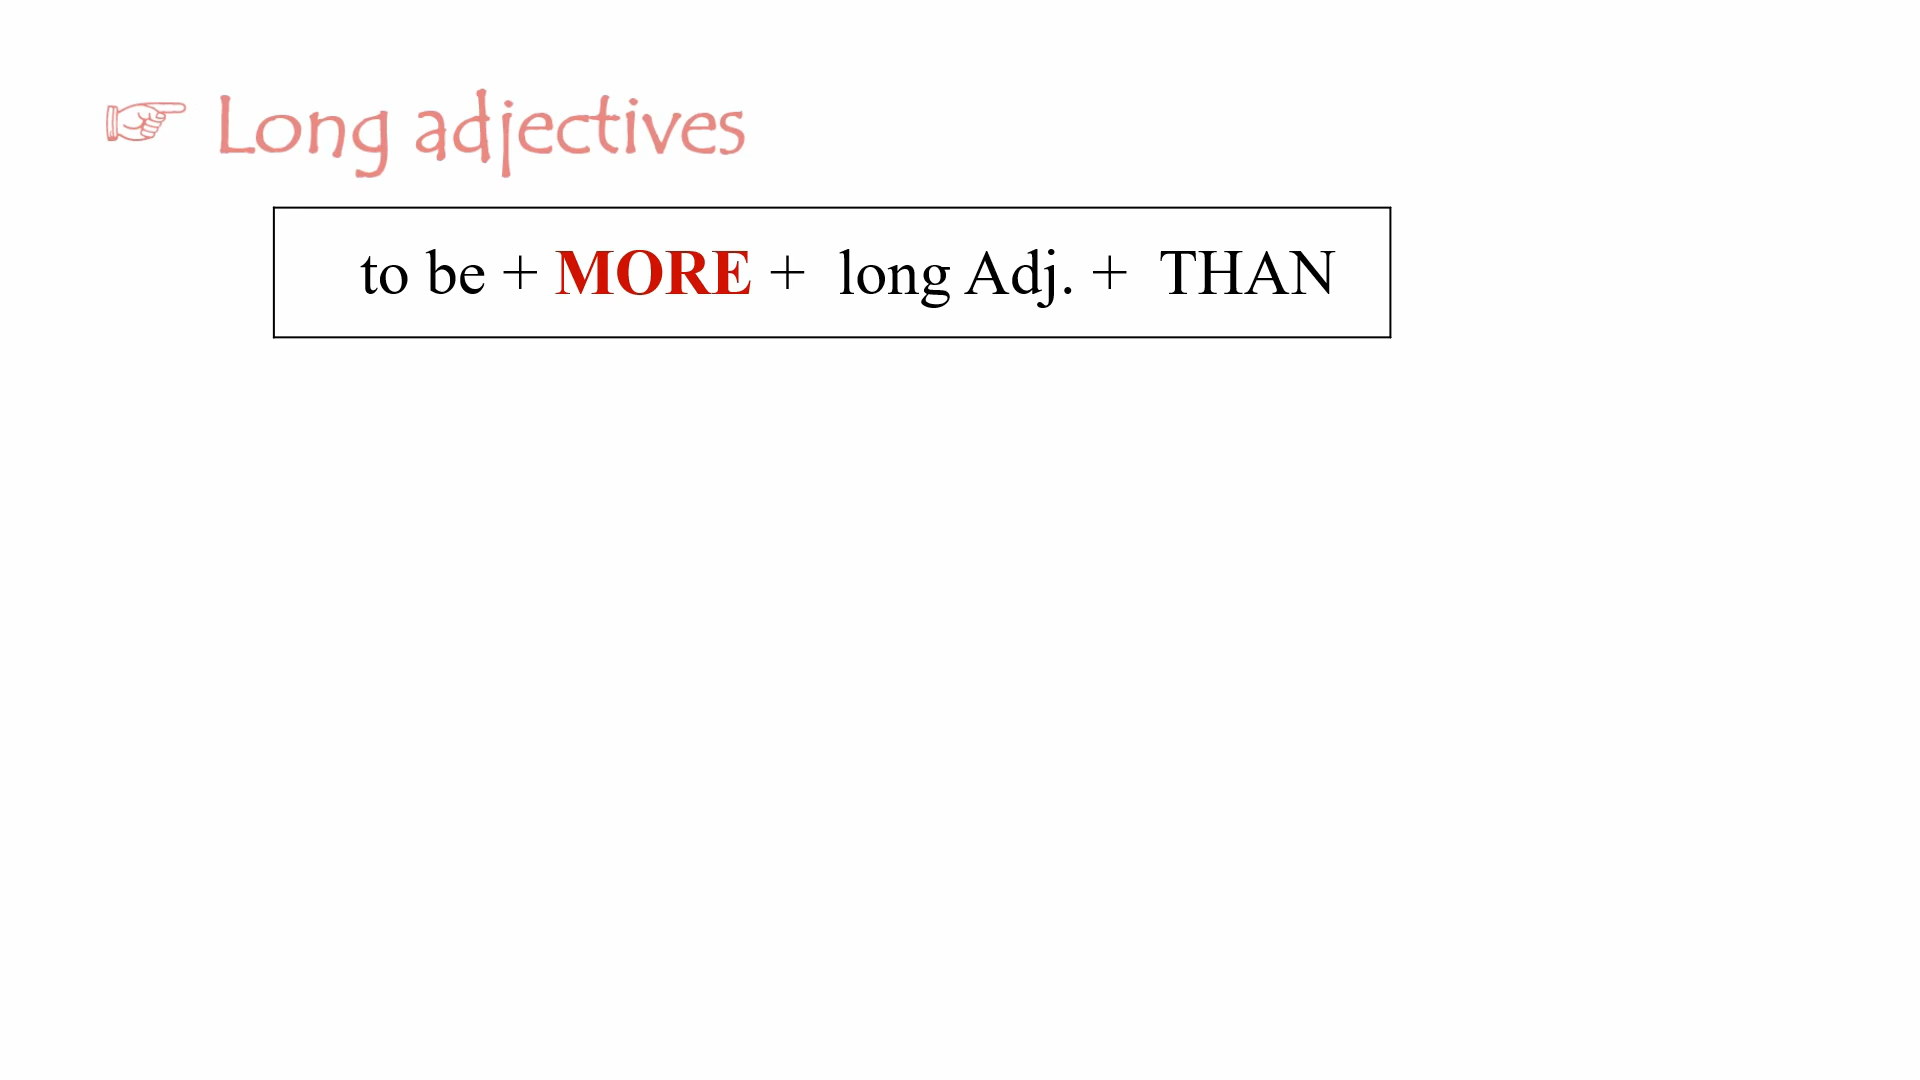 ☞ Long adjectives
to be + MORE + long Adj. + THAN